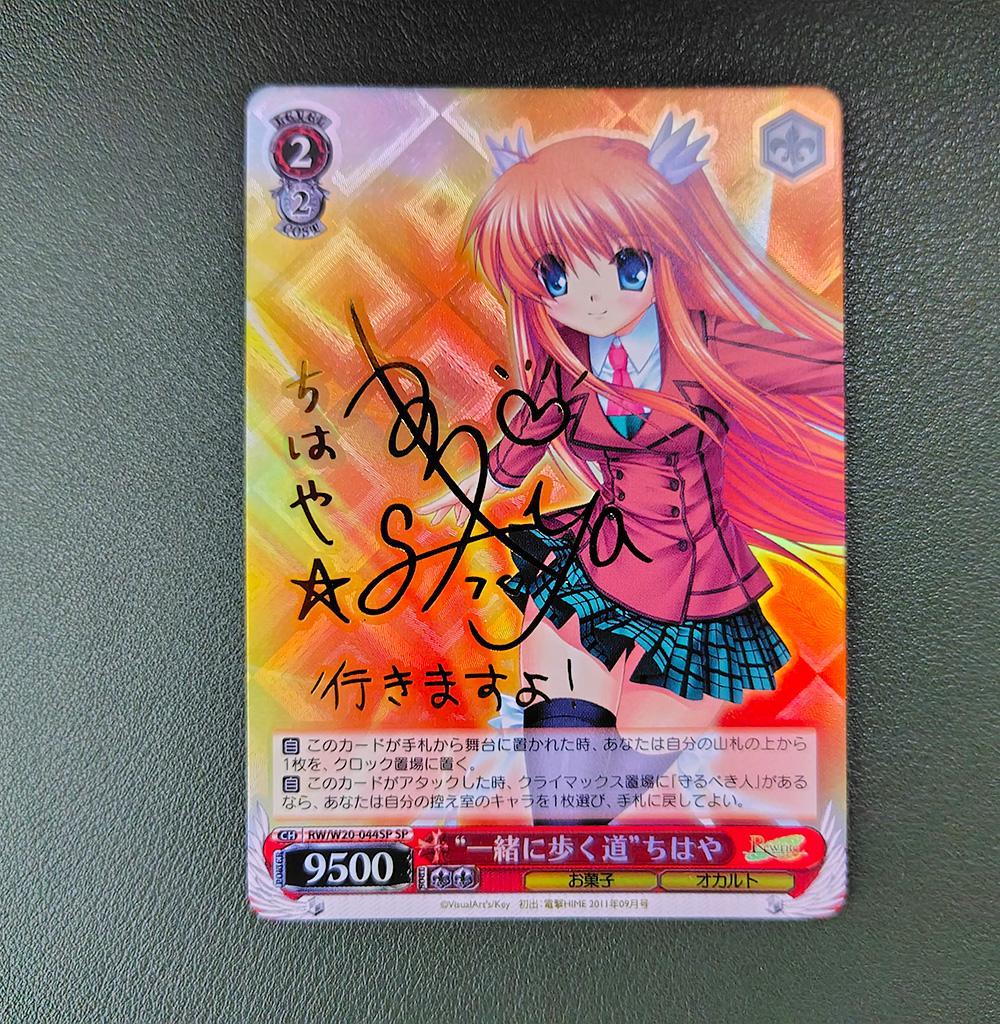 LEVEL
2
2
COST
ちはや☆
saya
行きますよー
自 このカードが手札から舞台に置かれた時、あなたは自分の山札の上から
1枚を、クロック置場に置く。
自 このカードがアタックした時、クライマックス置場に「守るべき人」がある
なら、あなたは自分の控え室のキャラを1枚選び、手札に戻してよい。
CH RW/W20-044SP SP
“一緒に歩く道”ちはや
Rewrite
POWER
9500
SOUL
お菓子
オカルト
©VisualArt's/Key 初出:電撃HIME 2011年09月号